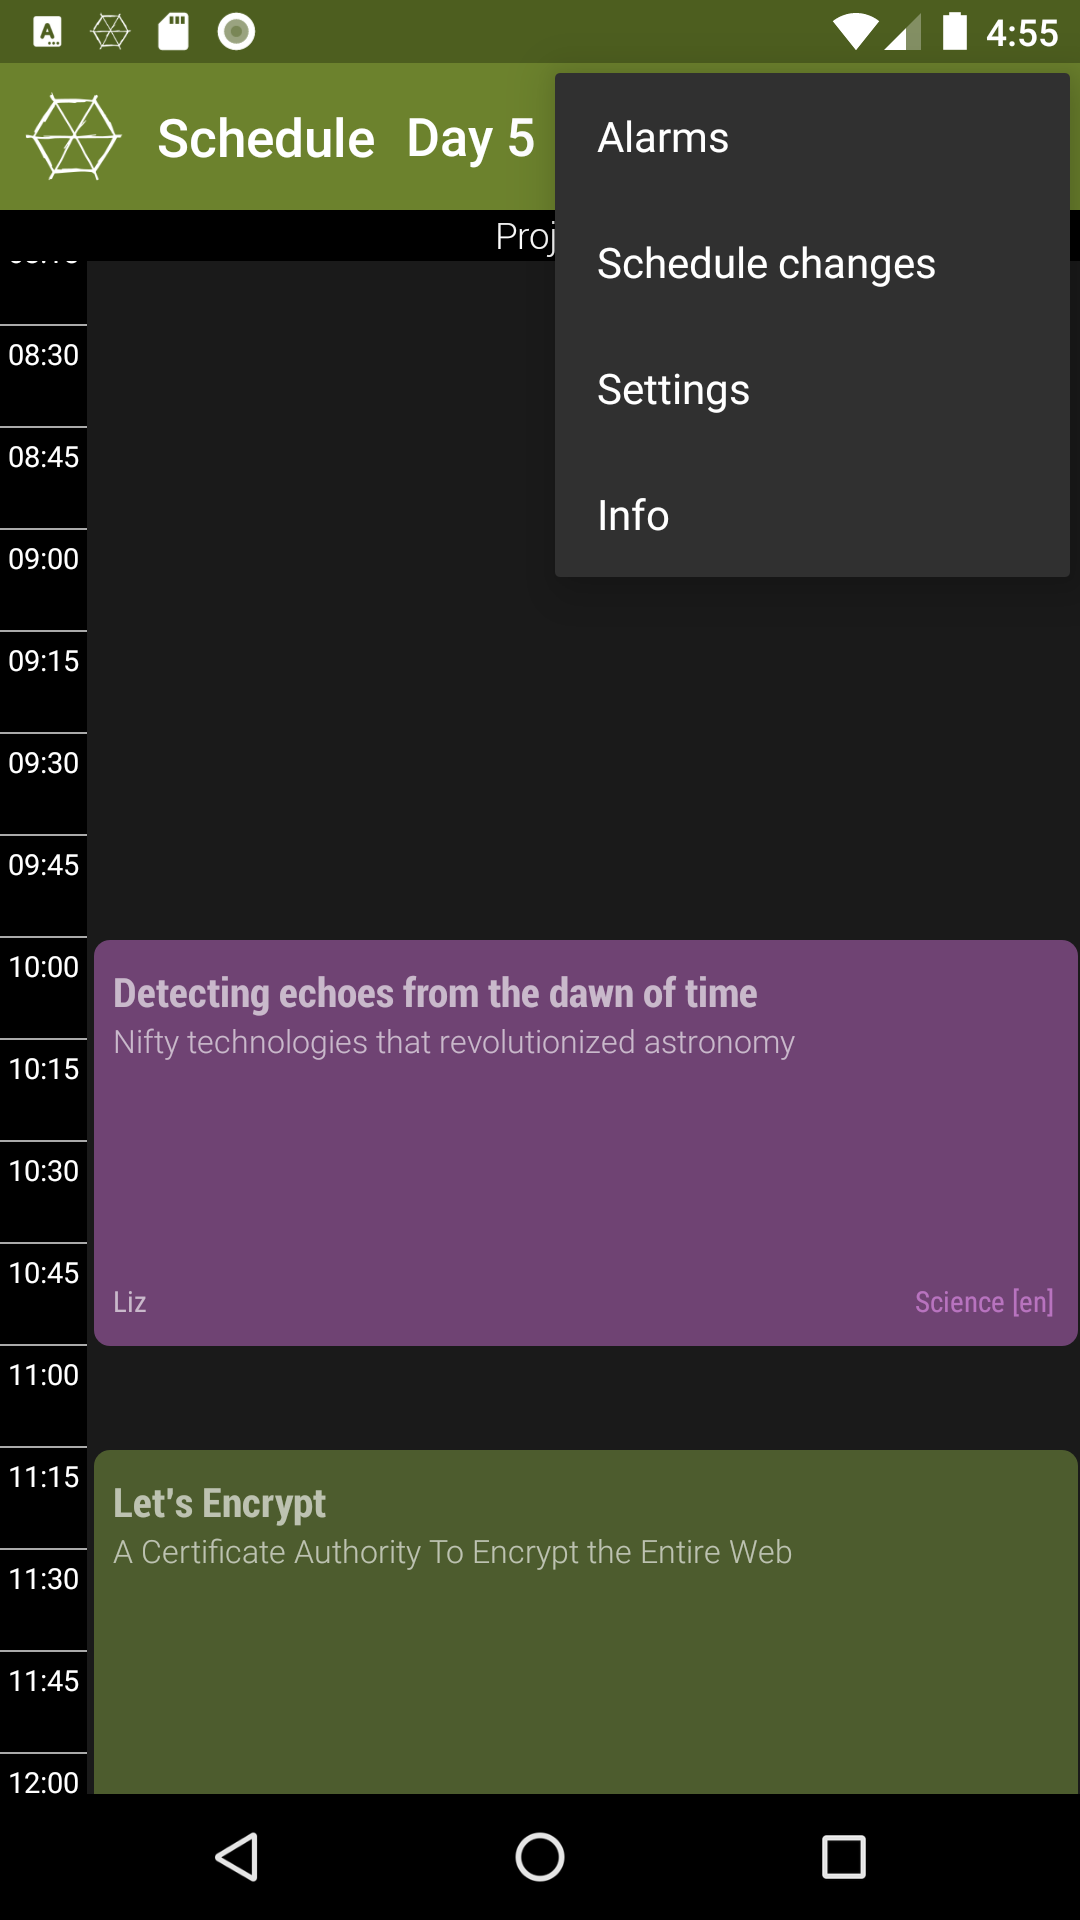 4:55
Schedule Day 5
Alarms
Schedule changes
Settings
Info
08:30
08:45
09:00
09:15
09:30
09:45
10:00
Detecting echoes from the dawn of time
Nifty technologies that revolutionized astronomy
10:15
10:30
10:45
Liz
Science [en]
11:00
11:15
Let's Encrypt
A Certificate Authority To Encrypt the Entire Web
11:30
11:45
12:00